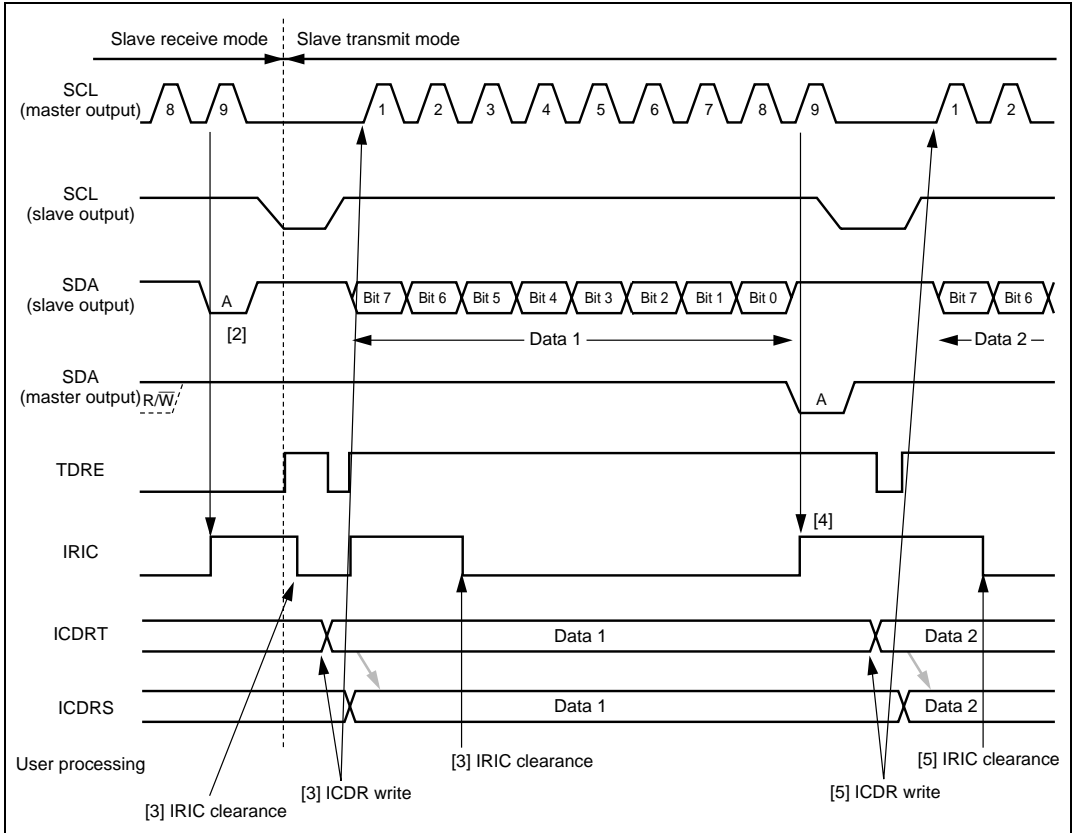 Slave receive mode Slave transmit mode
SCL
(master output)
8 9 1 2 3 4 5 6 7 8 9 1 2
SCL
(slave output)
SDA
(slave output)
A Bit 7 Bit 6 Bit 5 Bit 4 Bit 3 Bit 2 Bit 1 Bit 0 Bit 7 Bit 6
[2]
Data 1 Data 2
SDA
(master output)
R/W̅ A
TDRE
[4]
IRIC
ICDRT Data 1 Data 2
ICDRS Data 1 Data 2
User processing
[3] IRIC clearance [3] ICDR write [3] IRIC clearance [5] ICDR write [5] IRIC clearance